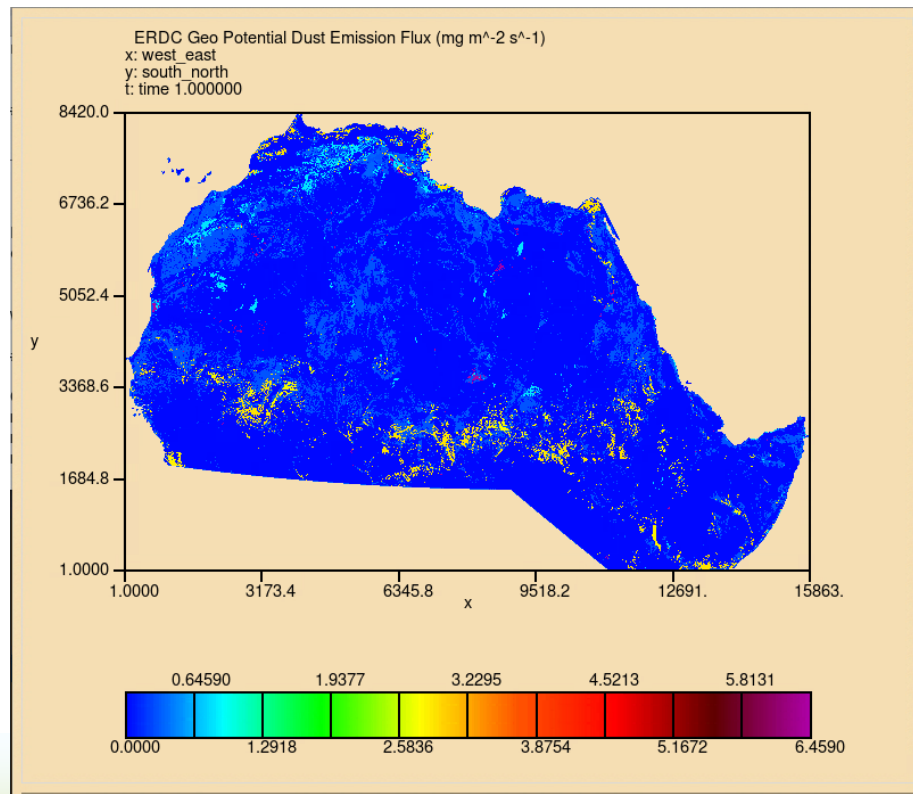 ERDC Geo Potential Dust Emission Flux (mg m^-2 s^-1)
x: west_east
y: south_north
t: time 1.000000
8420.0
6736.2
5052.4
y
3368.6
1684.8
1.0000
1.0000 3173.4 6345.8 9518.2 12691. 15863.
x
0.64590 1.9377 3.2295 4.5213 5.8131
0.0000 1.2918 2.5836 3.8754 5.1672 6.4590